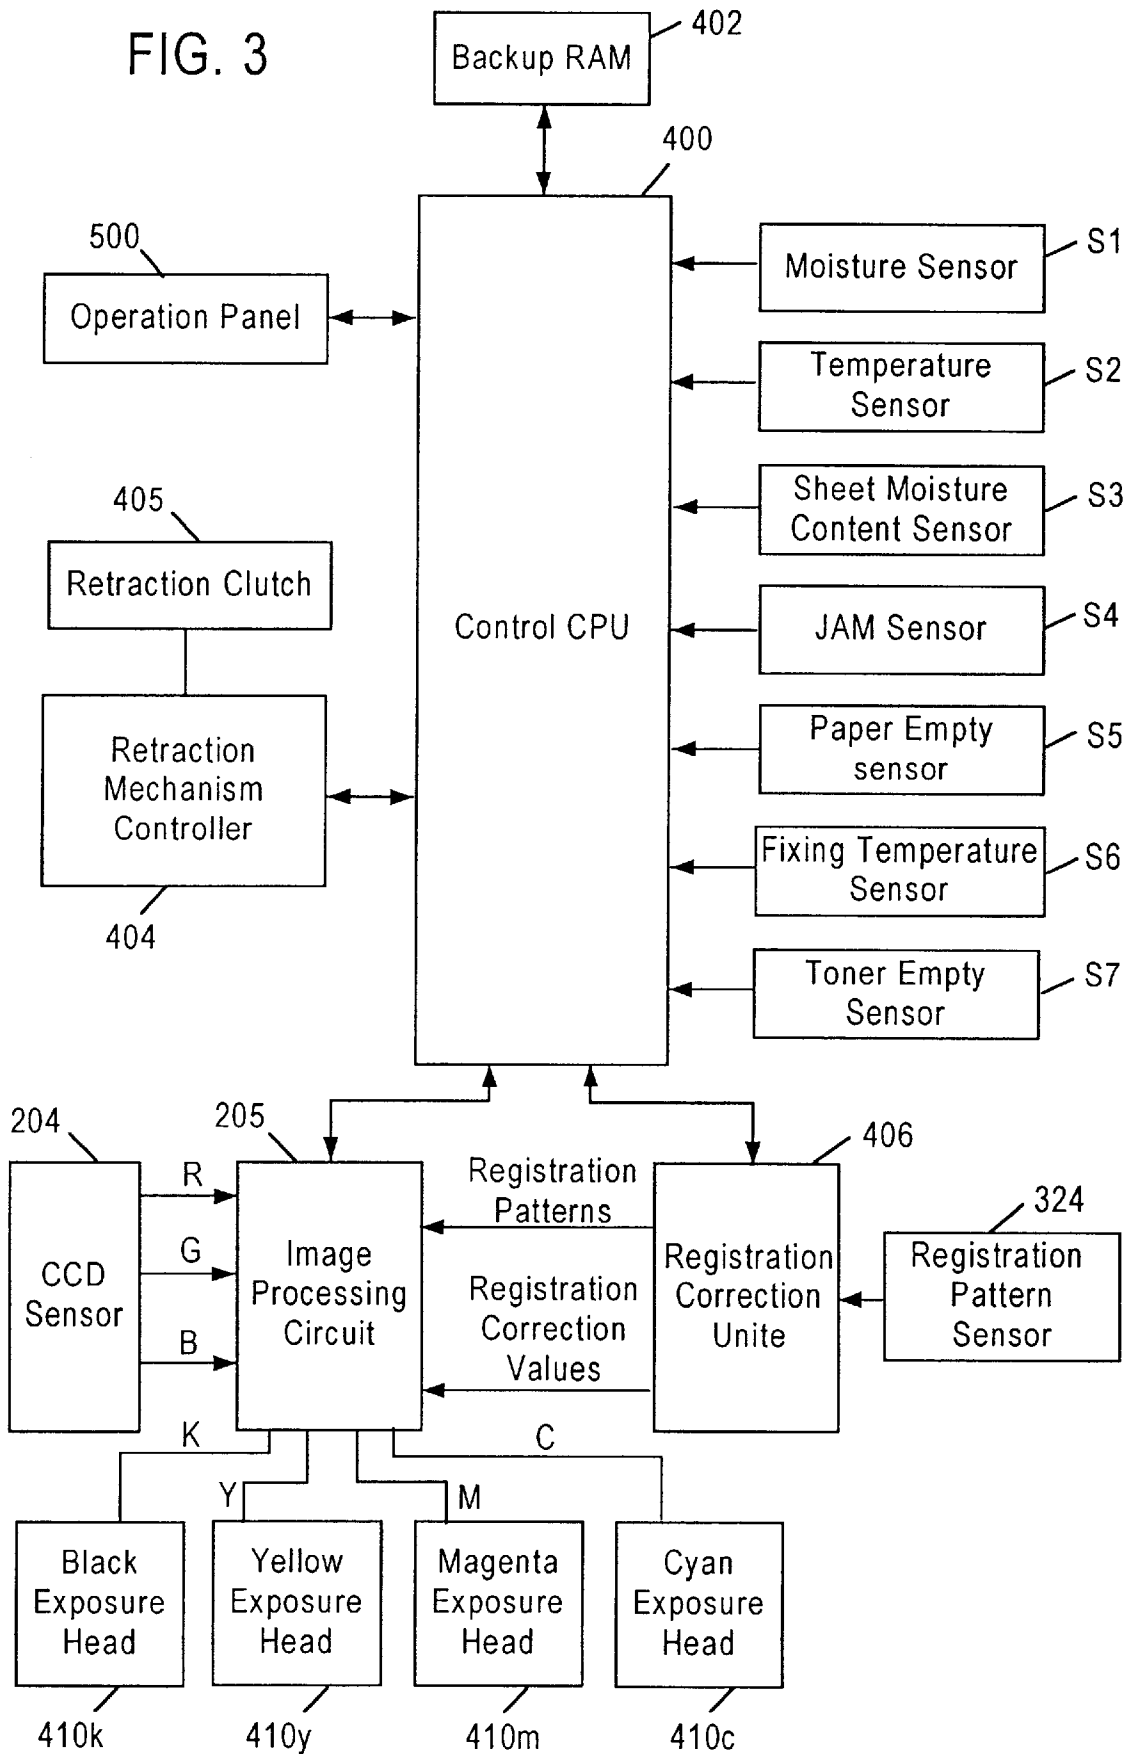 FIG. 3
402
Backup RAM
400
500
Operation Panel
405
Retraction Clutch
Retraction
Mechanism
Controller
404
Control CPU
Moisture Sensor
S1
Temperature
Sensor
S2
Sheet Moisture
Content Sensor
S3
JAM Sensor
S4
Paper Empty
sensor
S5
Fixing Temperature
Sensor
S6
Toner Empty
Sensor
S7
204
CCD
Sensor
R
G
B
205
Image
Processing
Circuit
Registration
Patterns
Registration
Correction
Values
406
Registration
Correction
Unite
324
Registration
Pattern
Sensor
K
Y
M
C
Black
Exposure
Head
410k
Yellow
Exposure
Head
410y
Magenta
Exposure
Head
410m
Cyan
Exposure
Head
410c